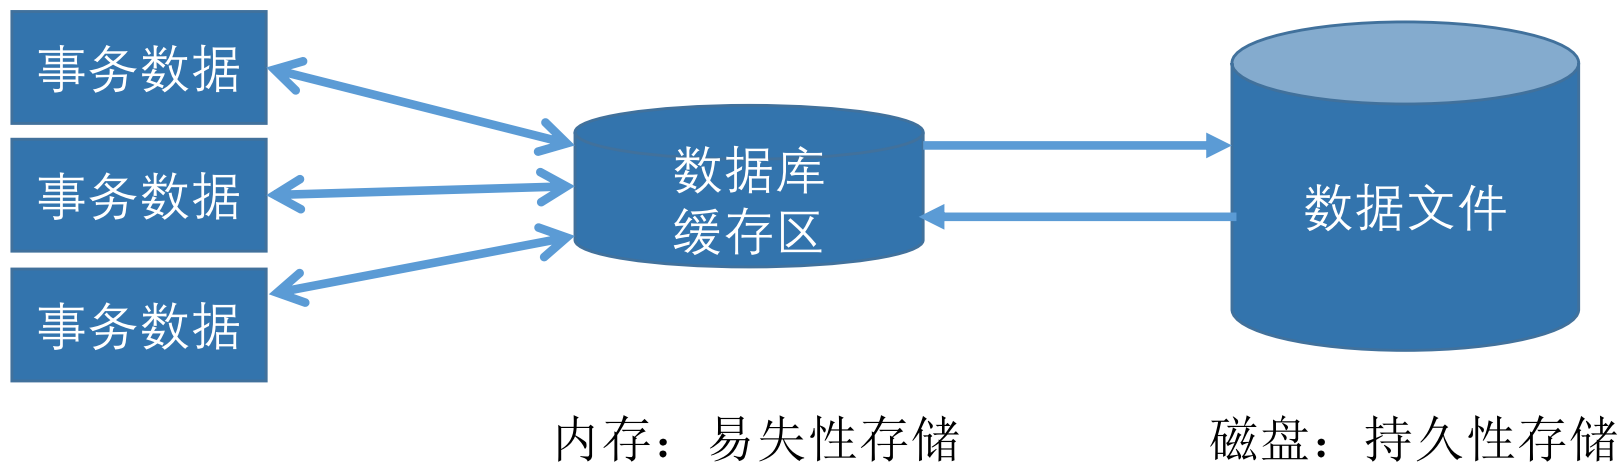 事务数据
事务数据
事务数据
数据库
缓存区
数据文件
内存：易失性存储
磁盘：持久性存储